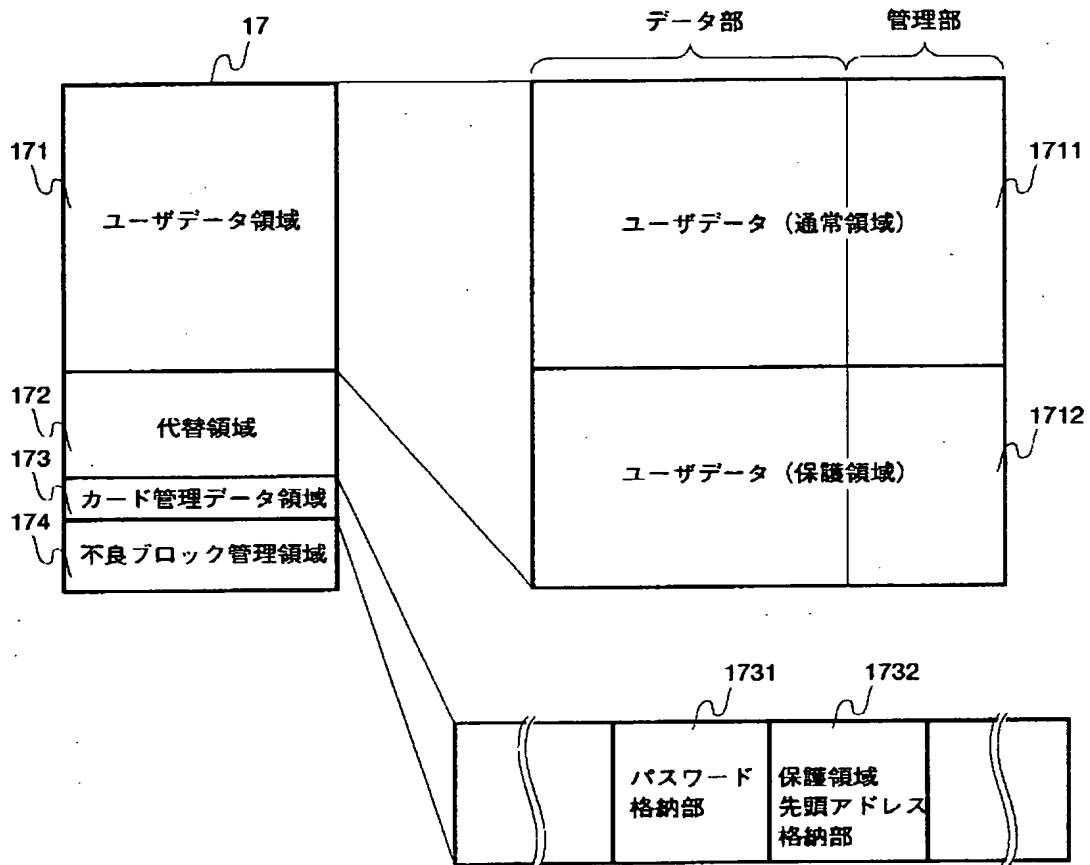 17
データ部
管理部
171
ユーザデータ領域
ユーザデータ（通常領域）
1711
172
代替領域
ユーザデータ（保護領域）
1712
173
カード管理データ領域
174
不良ブロック管理領域
1731
1732
パスワード
格納部
保護領域
先頭アドレス
格納部